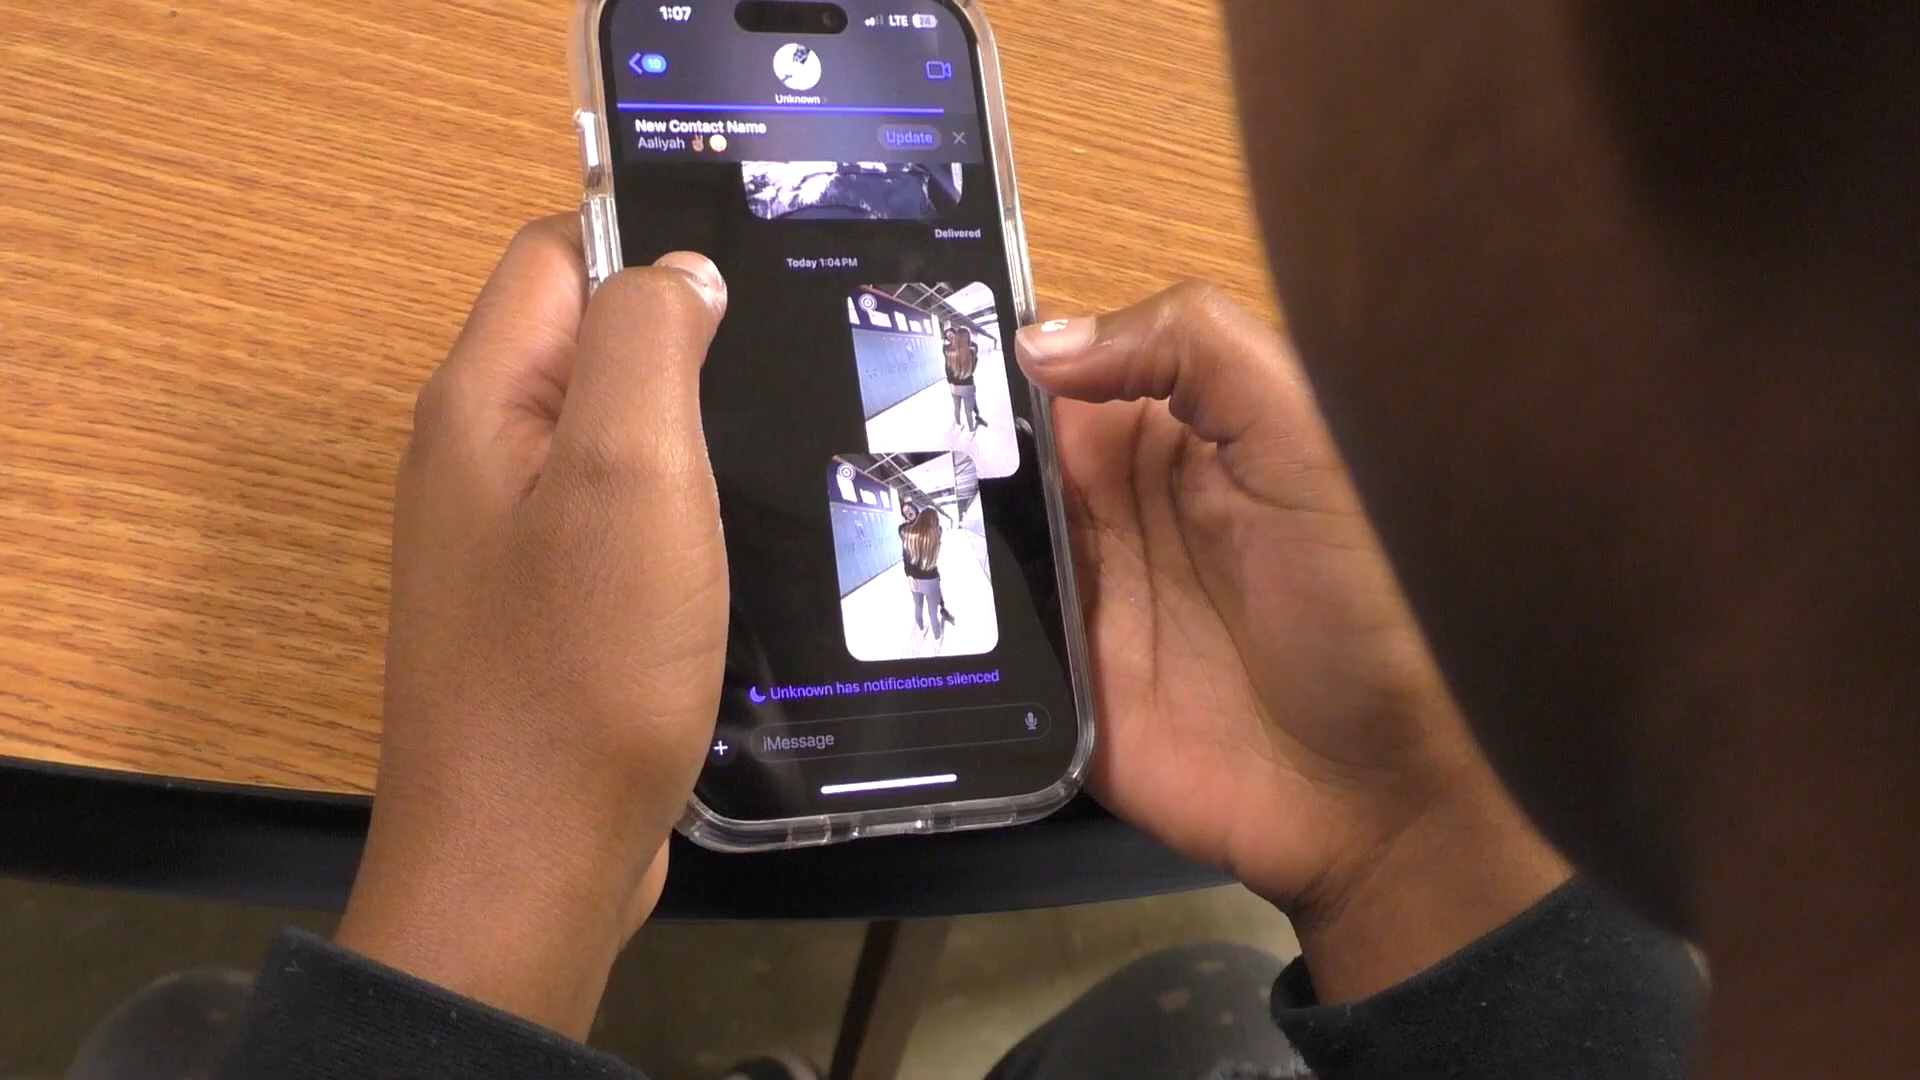 1:07
LTE 24
10
Unknown
New Contact Name
Aaliyah ✌🏽
Update
Delivered
Today 1:04 PM
Unknown has notifications silenced
iMessage